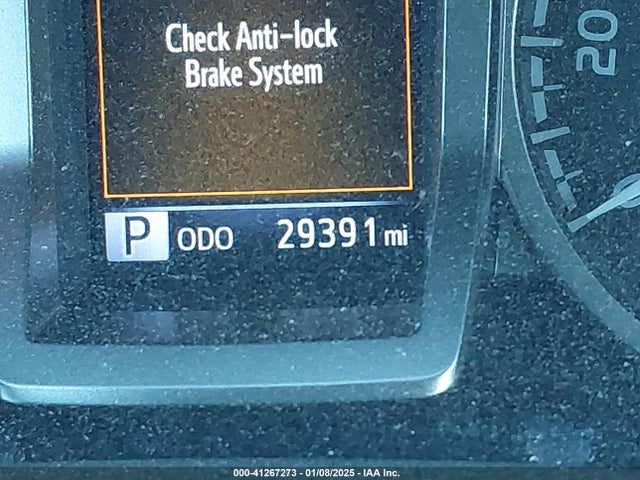 Check Anti-lock
Brake System
20
P ODO 29391 mi
000-41267273 - 01/08/2025 - IAA Inc.